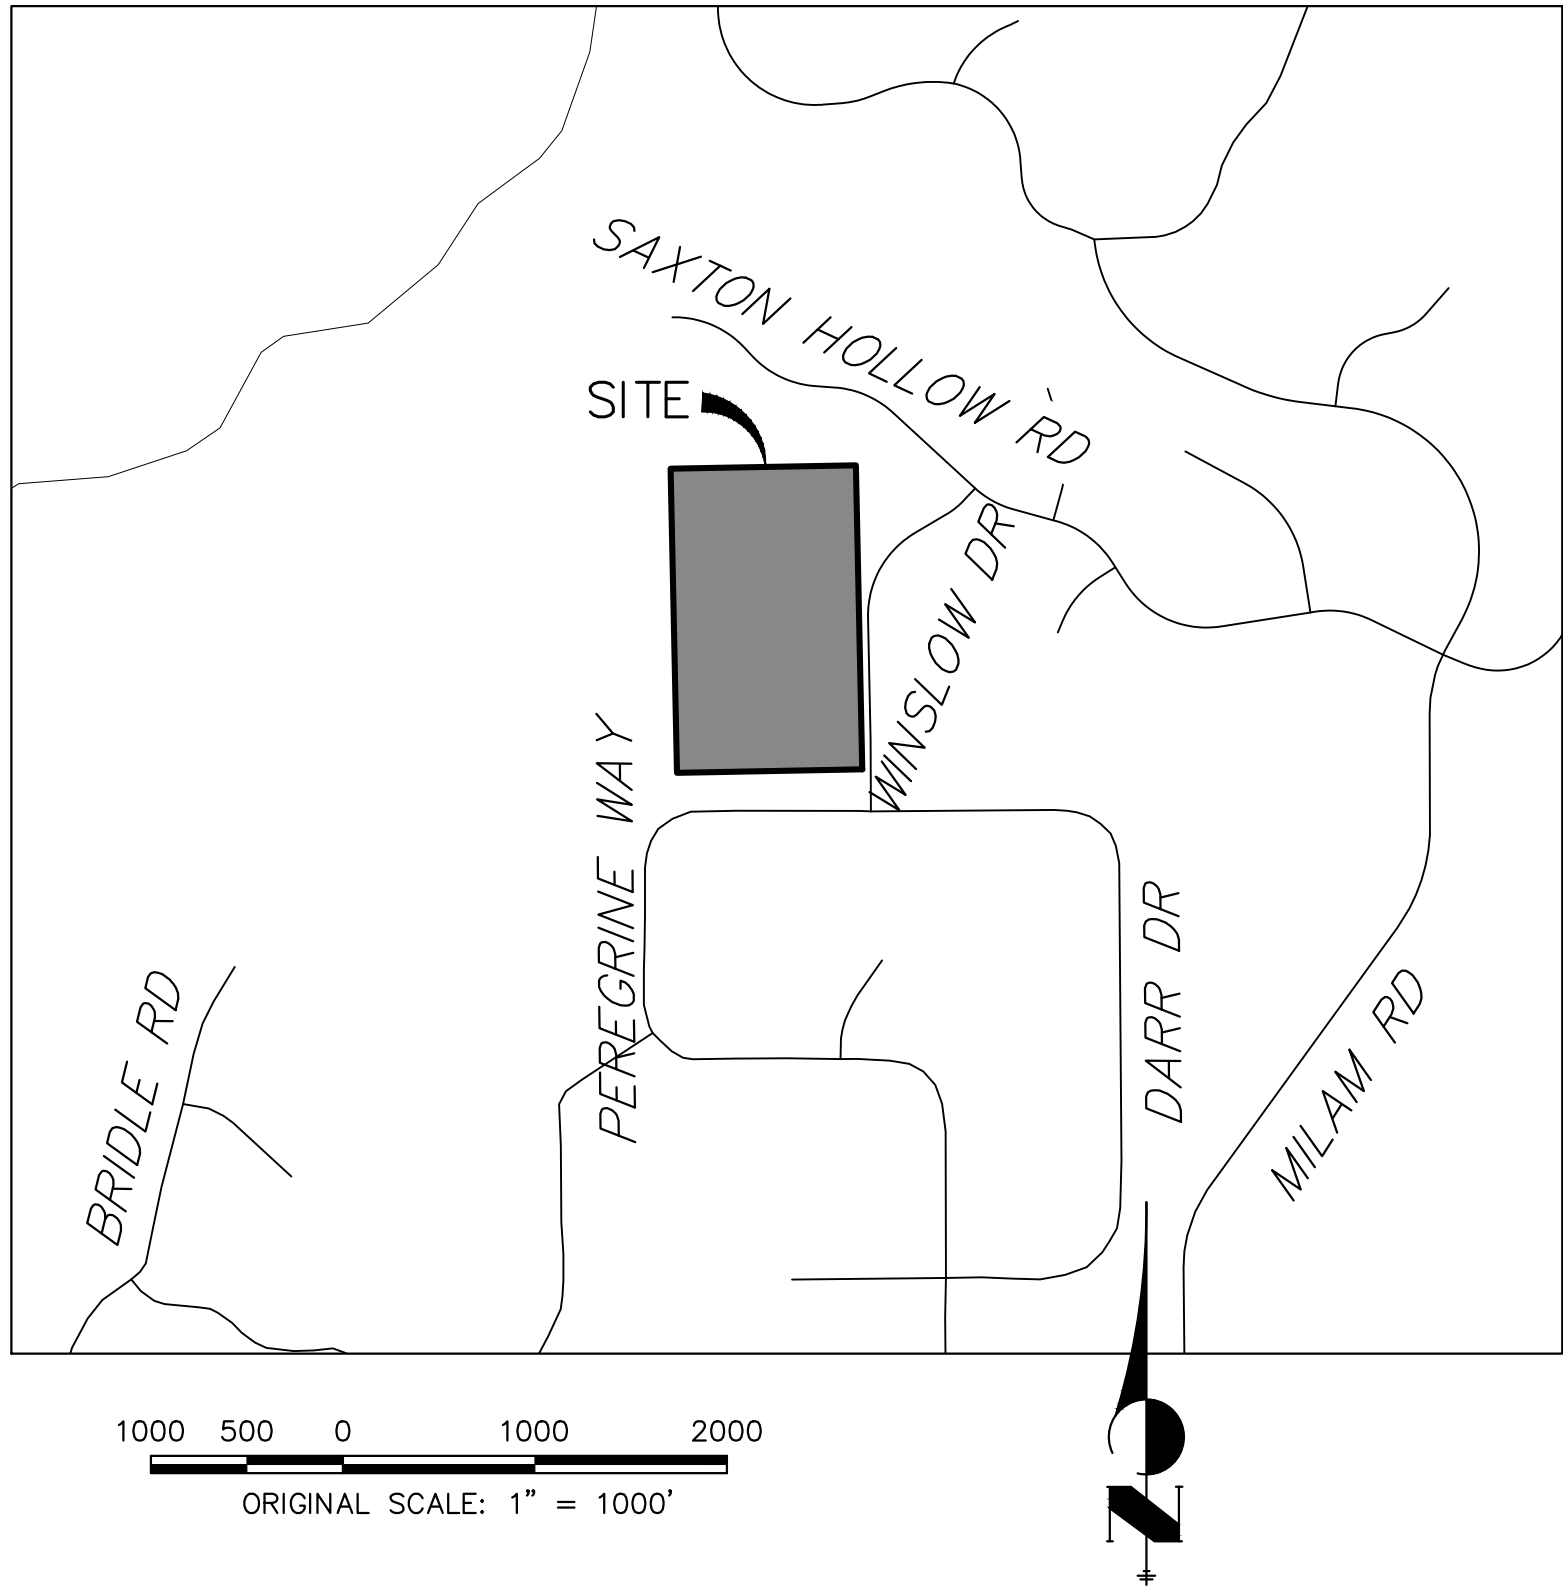 SAXTON HOLLOW RD
SITE
WINSLOW DR
PEREGRINE WAY
DARR DR
BRIDLE RD
MILAM RD
1000 500 0 1000 2000
ORIGINAL SCALE: 1” = 1000’
N